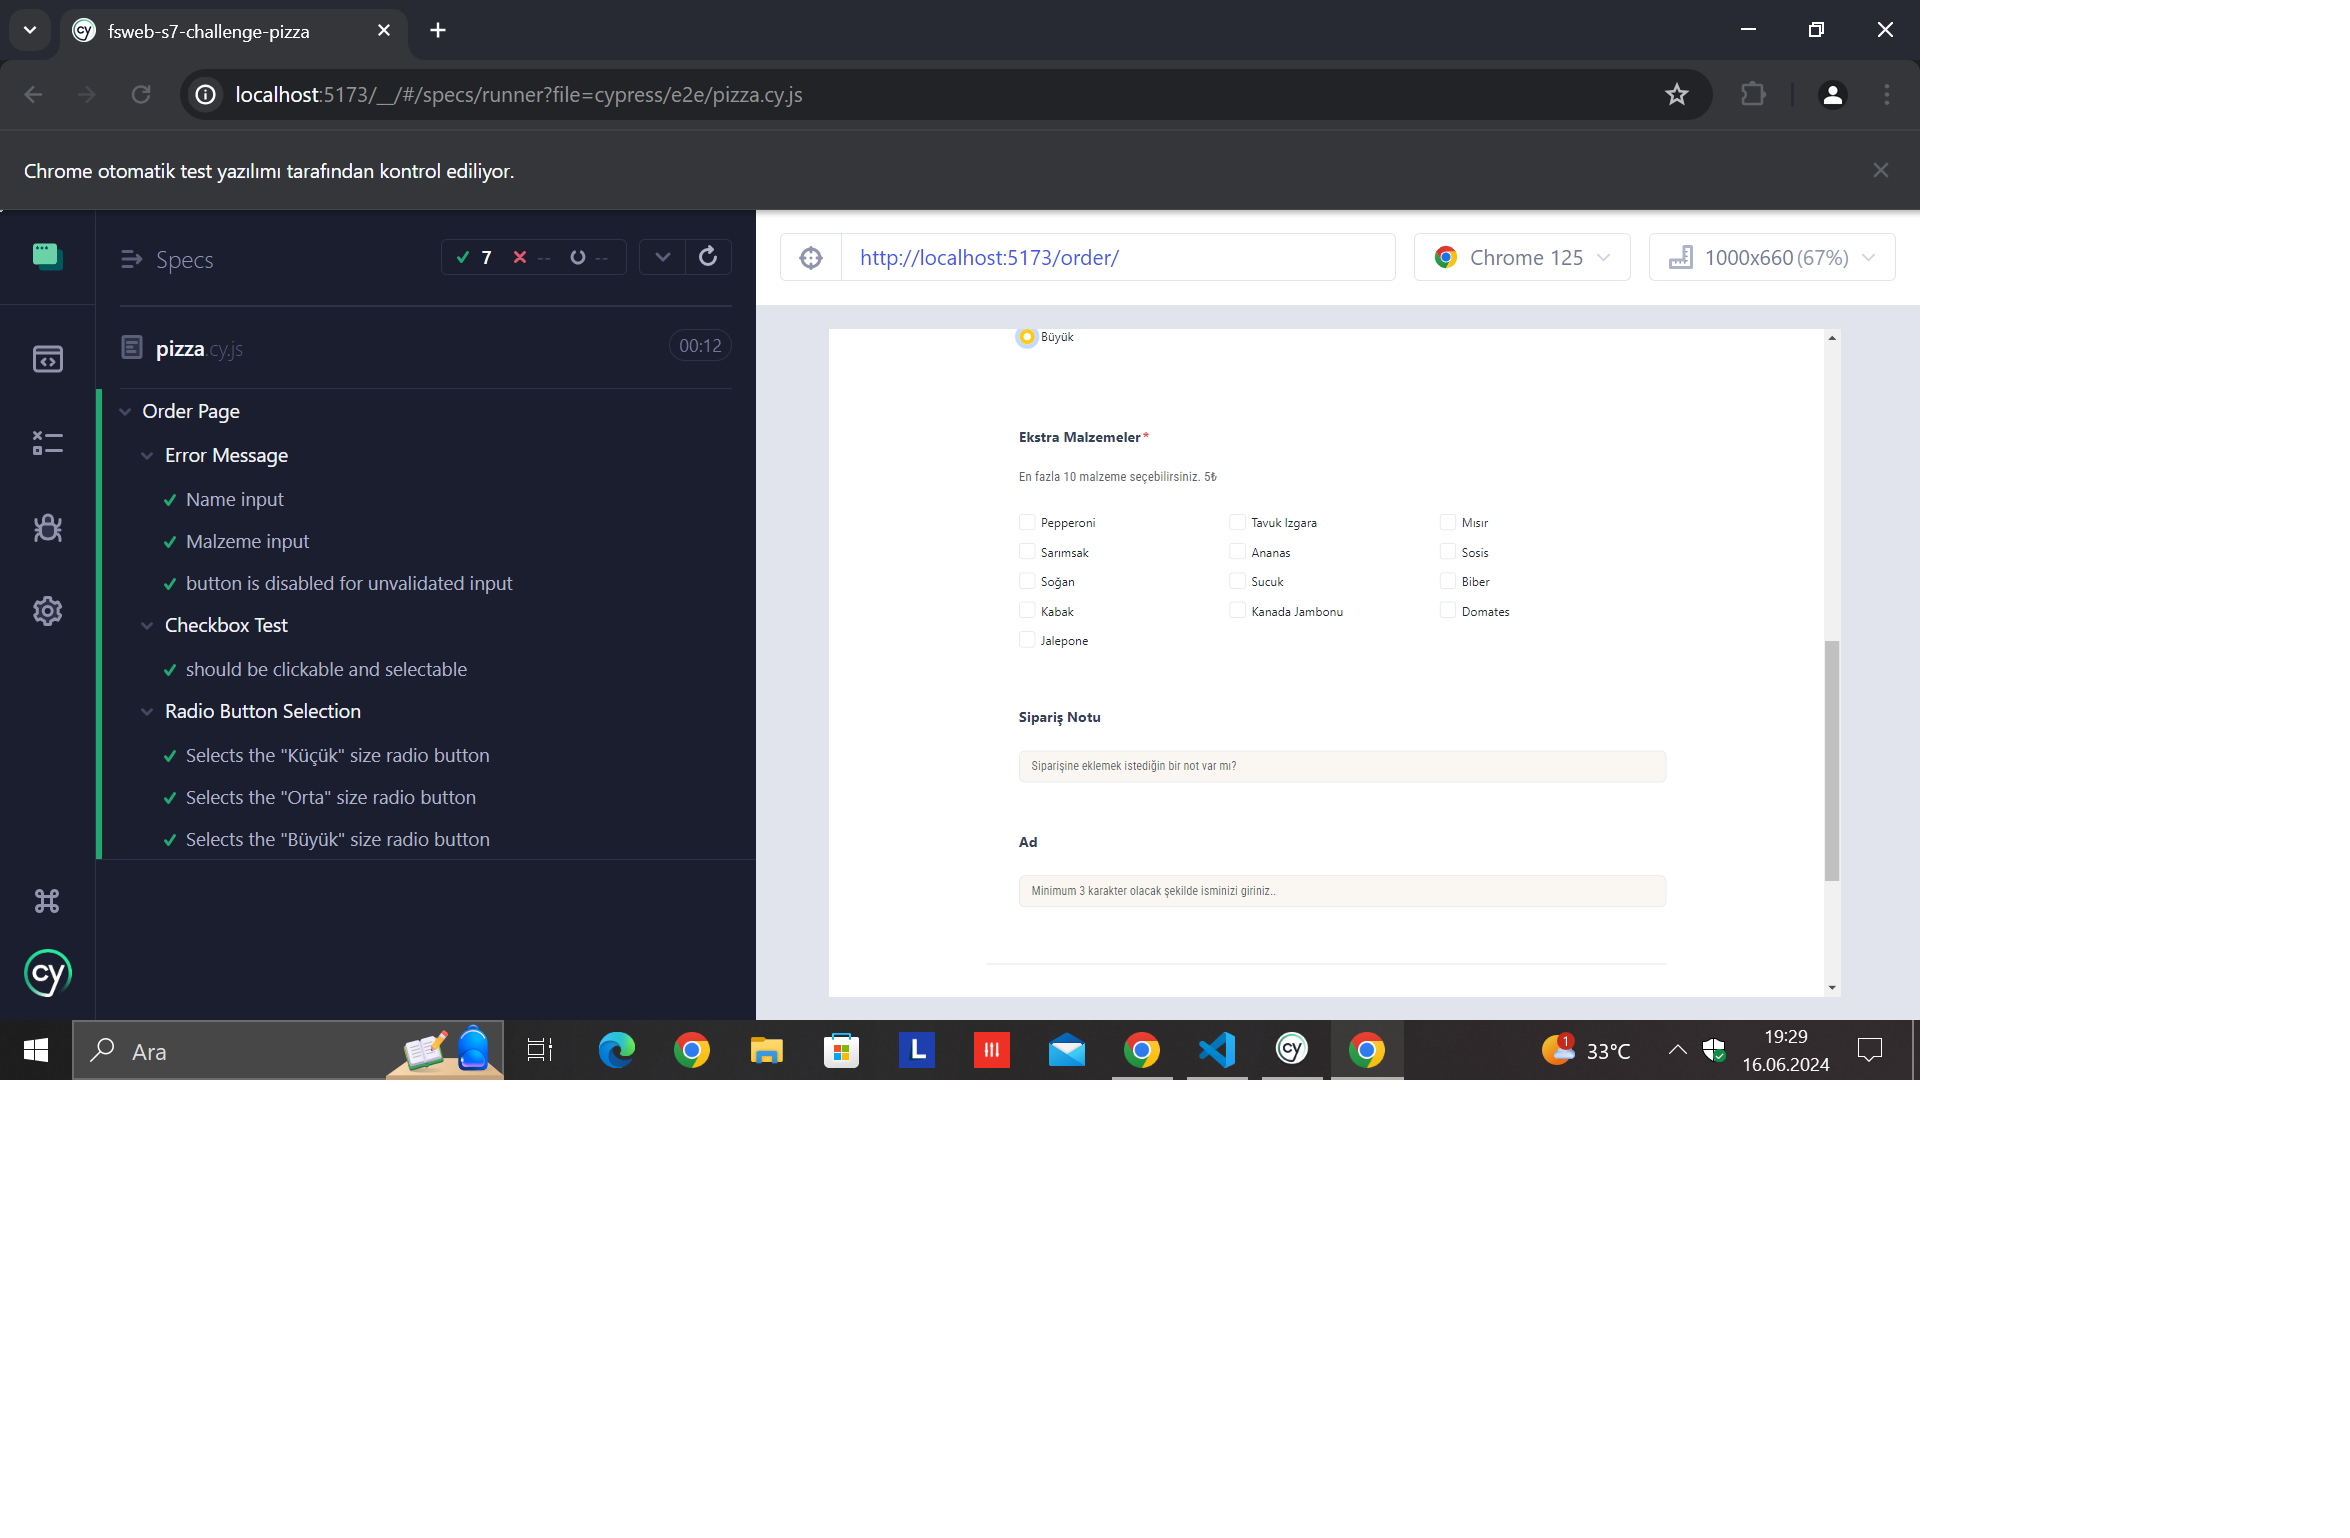 fsweb-s7-challenge-pizza
localhost:5173/__/#/specs/runner?file=cypress/e2e/pizza.cy.js
Chrome otomatik test yazılımı tarafından kontrol ediliyor.
Specs
7 -- --
pizza.cy.js 00:12
Order Page
Error Message
Name input
Malzeme input
button is disabled for unvalidated input
Checkbox Test
should be clickable and selectable
Radio Button Selection
Selects the "Küçük" size radio button
Selects the "Orta" size radio button
Selects the "Büyük" size radio button
cy
http://localhost:5173/order/
Chrome 125
1000x660 (67%)
Büyük
Ekstra Malzemeler*
En fazla 10 malzeme seçebilirsiniz. 5₺
Pepperoni Tavuk Izgara Mısır
Sarımsak Ananas Sosis
Soğan Sucuk Biber
Kabak Kanada Jambonu Domates
Jalepone
Sipariş Notu
Siparişine eklemek istediğin bir not var mı?
Ad
Minimum 3 karakter olacak şekilde isminizi giriniz..
Ara
L
cy
1
33°C
19:29
16.06.2024